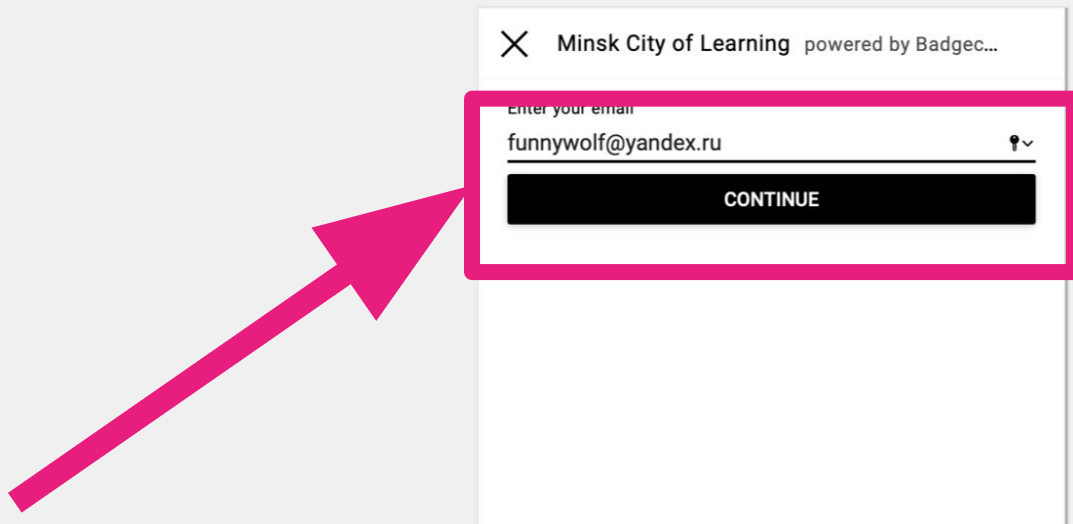 Minsk City of Learning powered by Badgec...
Enter your email
funnywolf@yandex.ru
CONTINUE